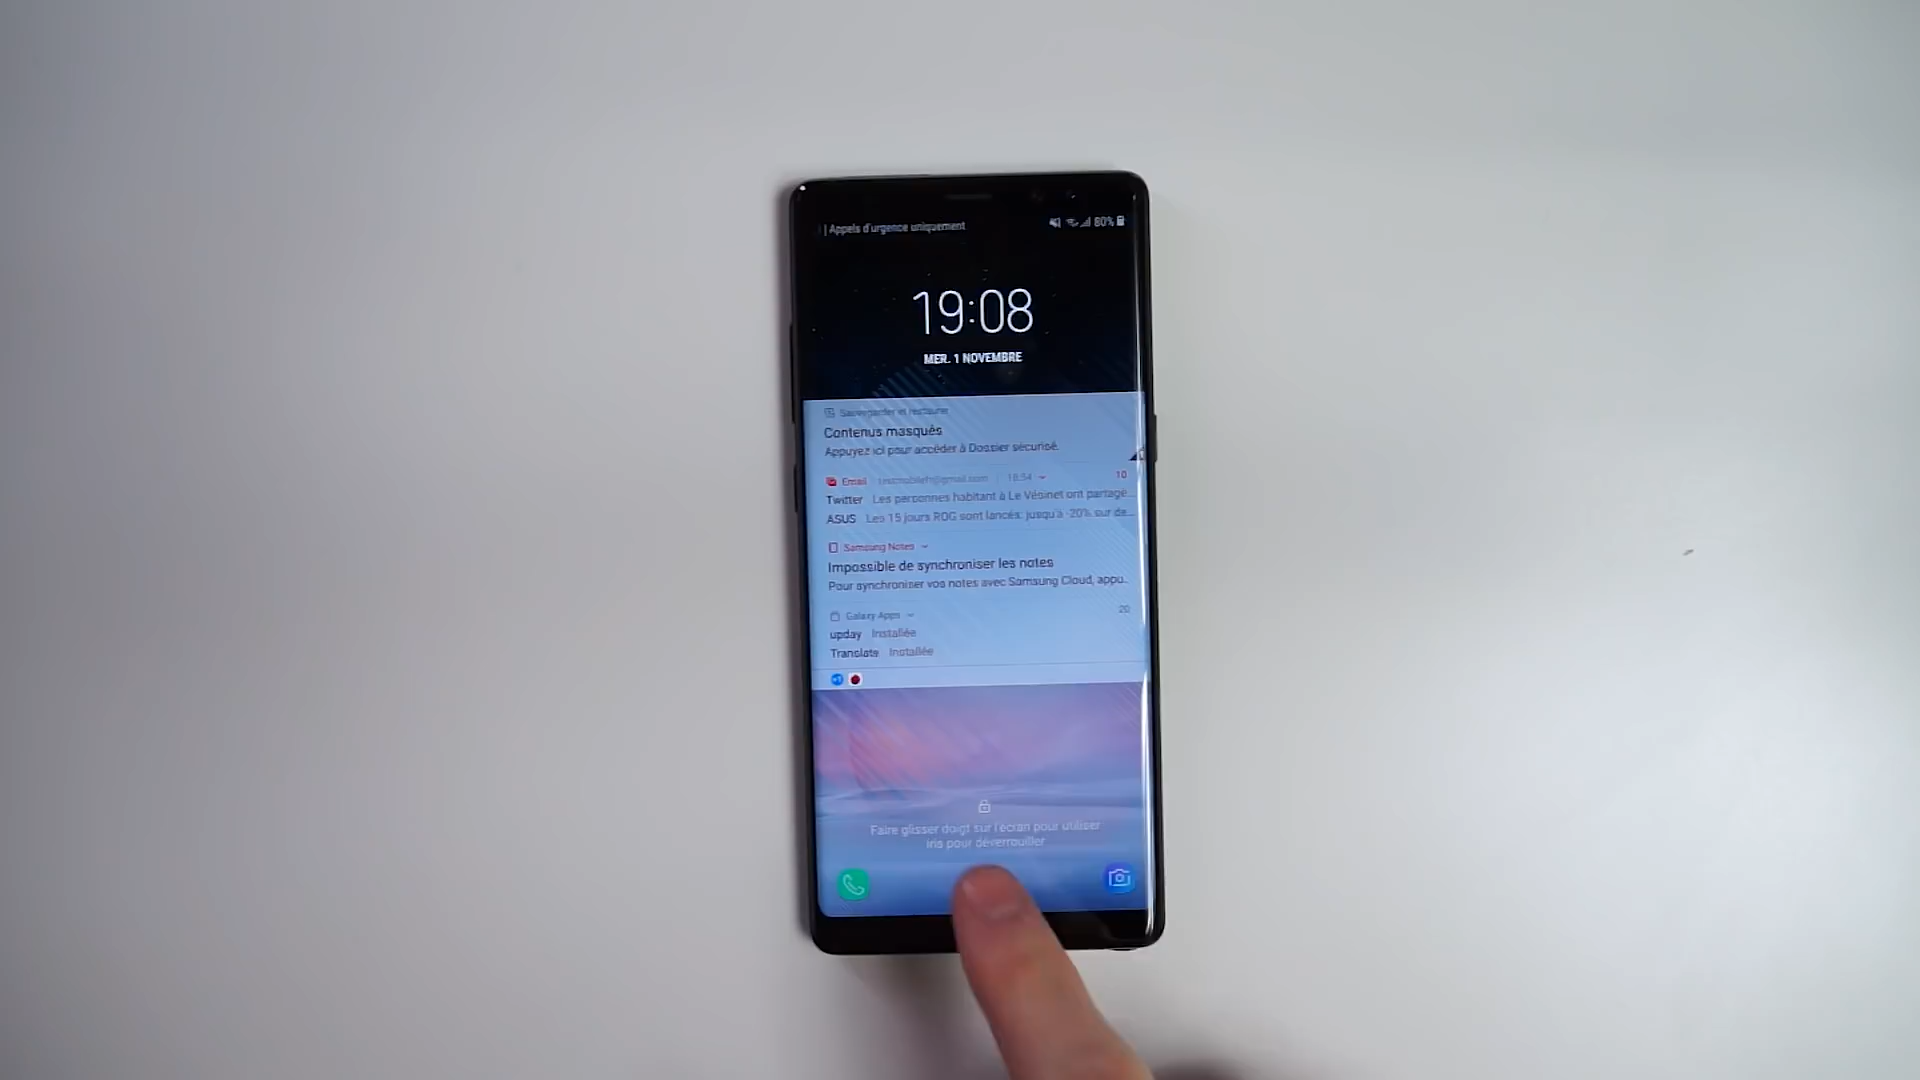 | Appels d'urgence uniquement
80%
19:08
MER. 1 NOVEMBRE
Sauvegarder et restaurer
Contenus masqués
Appuyez ici pour accéder à Dossier sécurisé.
Email 18:54 10
Twitter Les personnes habitant à Le Vésinet ont partagé...
ASUS Les 15 jours ROG sont lancés: jusqu'à -20% sur de...
Samsung Notes
Impossible de synchroniser les notes
Pour synchroniser vos notes avec Samsung Cloud, appu...
Galaxy Apps 20
upday Installée
Translate Installée
Faire glisser doigt sur l'écran pour utiliser
iris pour déverrouiller